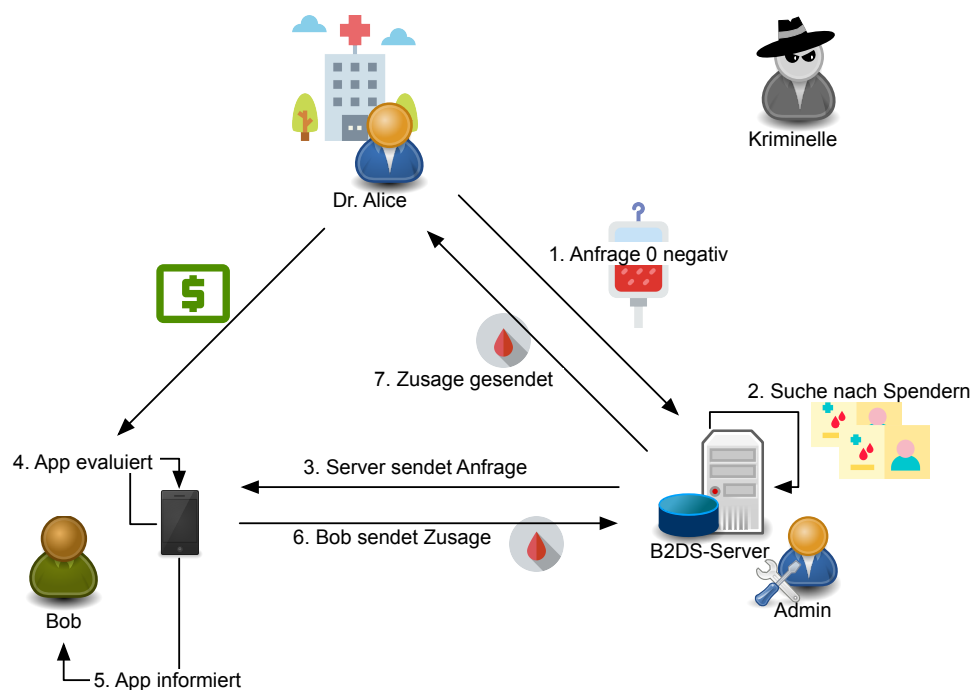 Kriminelle
Dr. Alice
1. Anfrage 0 negativ
7. Zusage gesendet
2. Suche nach Spendern
4. App evaluiert
3. Server sendet Anfrage
6. Bob sendet Zusage
B2DS-Server
Admin
Bob
5. App informiert